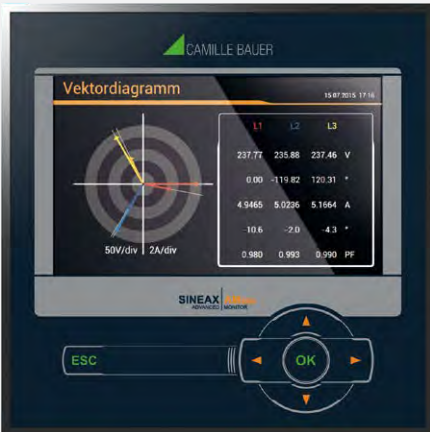 CAMILLE BAUER
Vektordiagramm
15.07.2015 17:16
L1 L2 L3
237.77 235.88 237.46 V
0.00 -119.82 120.31 °
4.9465 5.0236 5.1664 A
-10.6 -2.0 -4.3 °
0.980 0.993 0.990 PF
50V/div 2A/div
SINEAX
ADVANCED MONITOR
ESC
OK